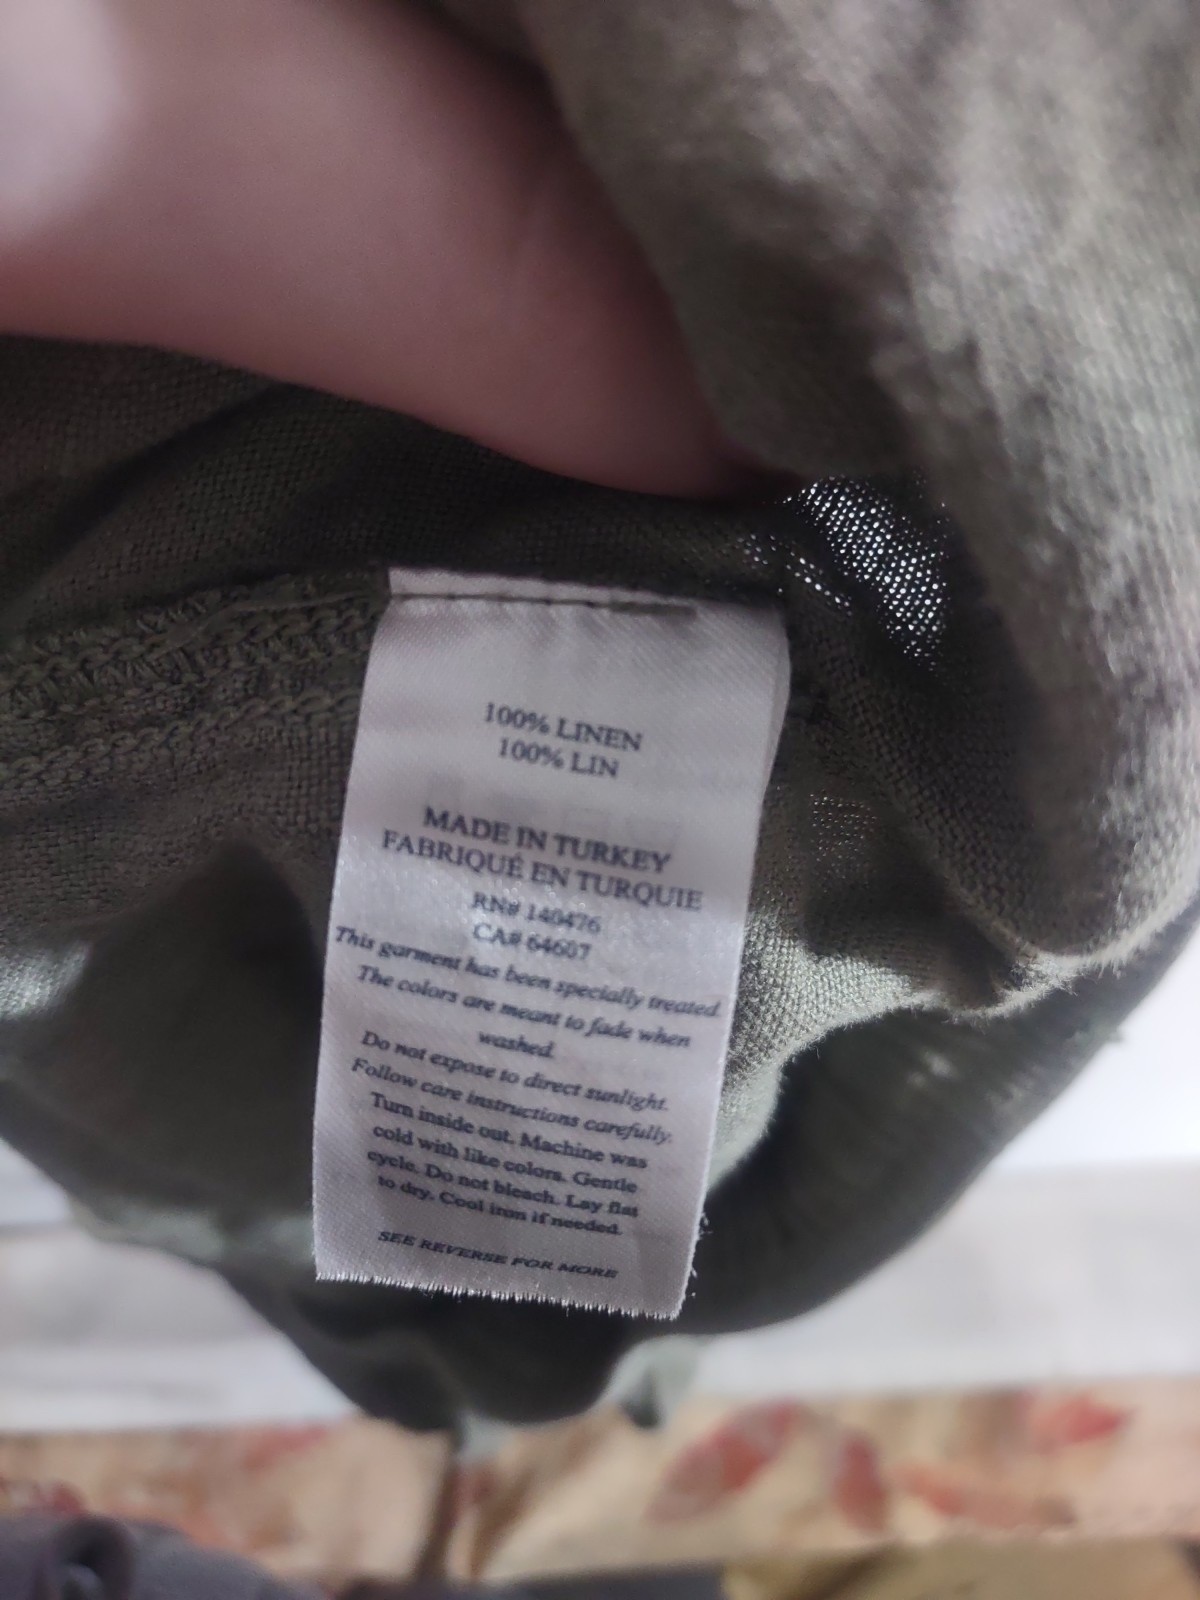 100% LINEN
100% LIN
MADE IN TURKEY
FABRIQUÉ EN TURQUIE
RN# 140476
CA# 64607
This garment has been specially treated.
The colors are meant to fade when
washed.
Do not expose to direct sunlight.
Follow care instructions carefully.
Turn inside out. Machine was
cold with like colors. Gentle
cycle. Do not bleach. Lay flat
to dry. Cool iron if needed.
SEE REVERSE FOR MORE